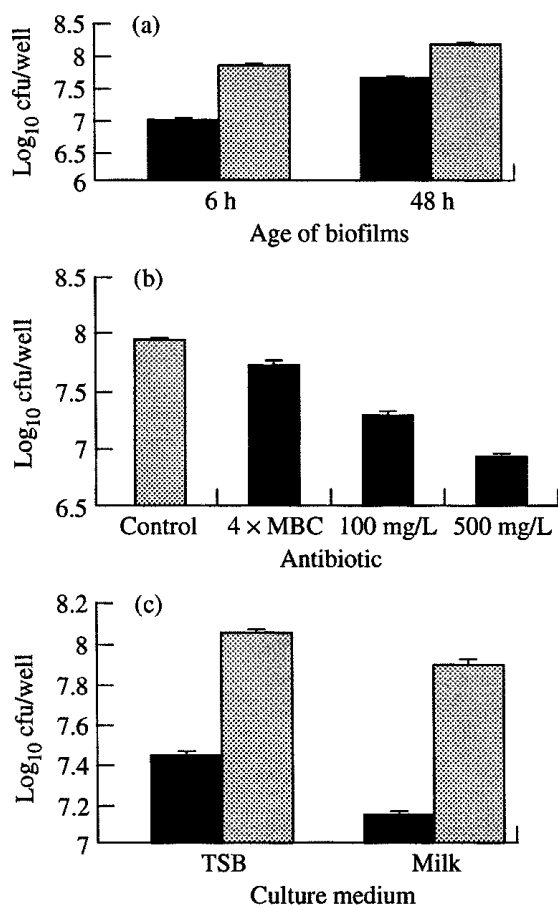 (a)
Log10 cfu/well
8
8.5
7.5
7
6.5
6
6 h
48 h
Age of biofilms
(b)
Log10 cfu/well
8.5
8
7.5
7
6.5
Control
4 × MBC
100 mg/L
500 mg/L
Antibiotic
(c)
Log10 cfu/well
8.2
8
7.8
7.6
7.4
7.2
7
TSB
Milk
Culture medium